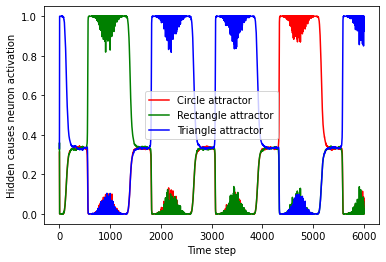 Hidden causes neuron activation
1.0
0.8
0.6
0.4
0.2
0.0
Circle attractor
Rectangle attractor
Triangle attractor
0 1000 2000 3000 4000 5000 6000
Time step